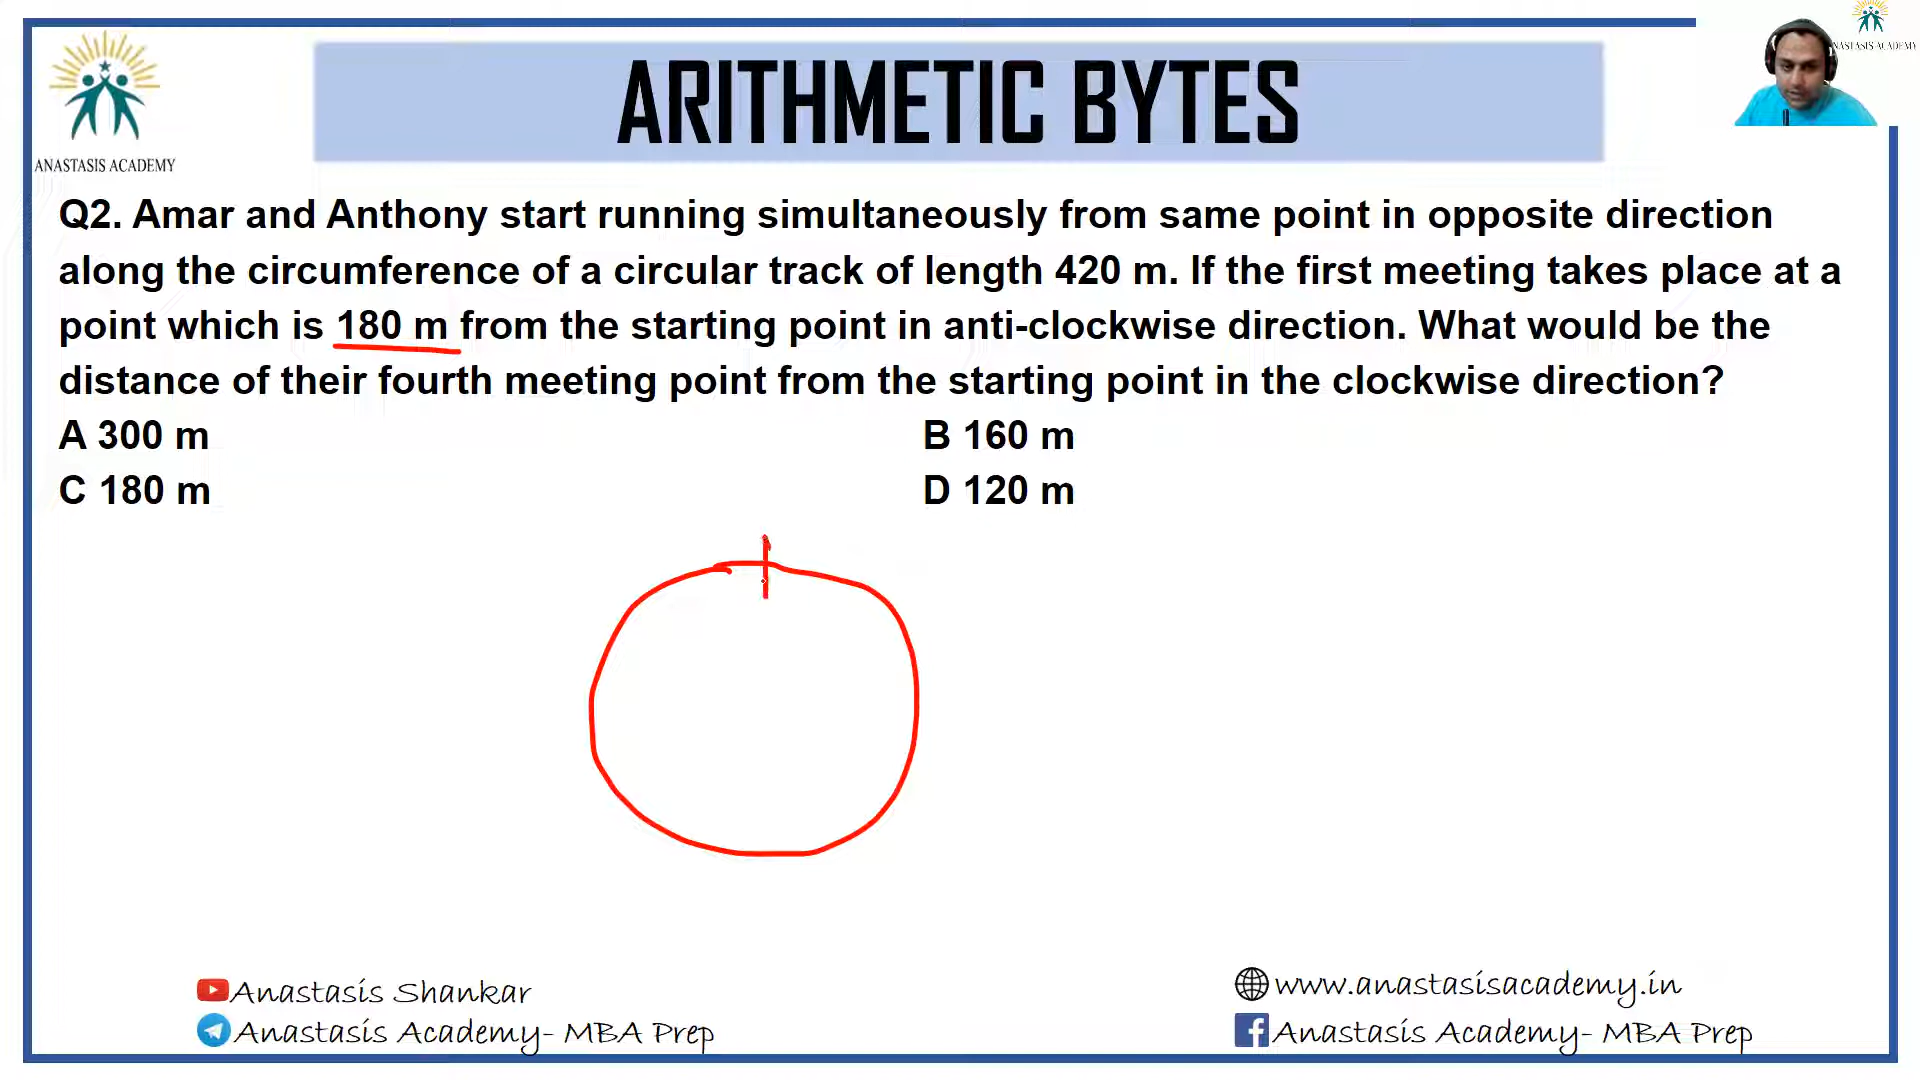 ARITHMETIC BYTES
NASTASIS ACADEMY
ANASTASIS ACADEMY
Q2. Amar and Anthony start running simultaneously from same point in opposite direction
along the circumference of a circular track of length 420 m. If the first meeting takes place at a
point which is 180 m from the starting point in anti-clockwise direction. What would be the
distance of their fourth meeting point from the starting point in the clockwise direction?
A 300 m B 160 m
C 180 m D 120 m
Anastasis Shankar
www.anastasisacademy.in
Anastasis Academy- MBA Prep
Anastasis Academy- MBA Prep